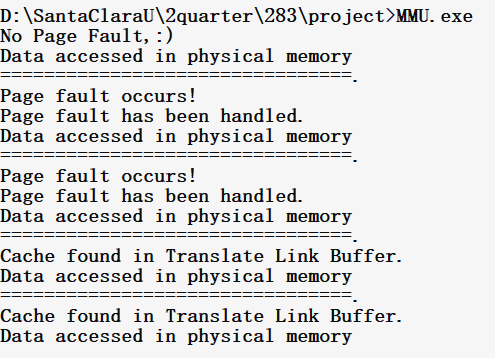 D:\SantaClaraU\2quarter\283\project>MMU.exe
No Page Fault,:)
Data accessed in physical memory
================================.
Page fault occurs!
Page fault has been handled.
Data accessed in physical memory
================================.
Page fault occurs!
Page fault has been handled.
Data accessed in physical memory
================================.
Cache found in Translate Link Buffer.
Data accessed in physical memory
================================.
Cache found in Translate Link Buffer.
Data accessed in physical memory